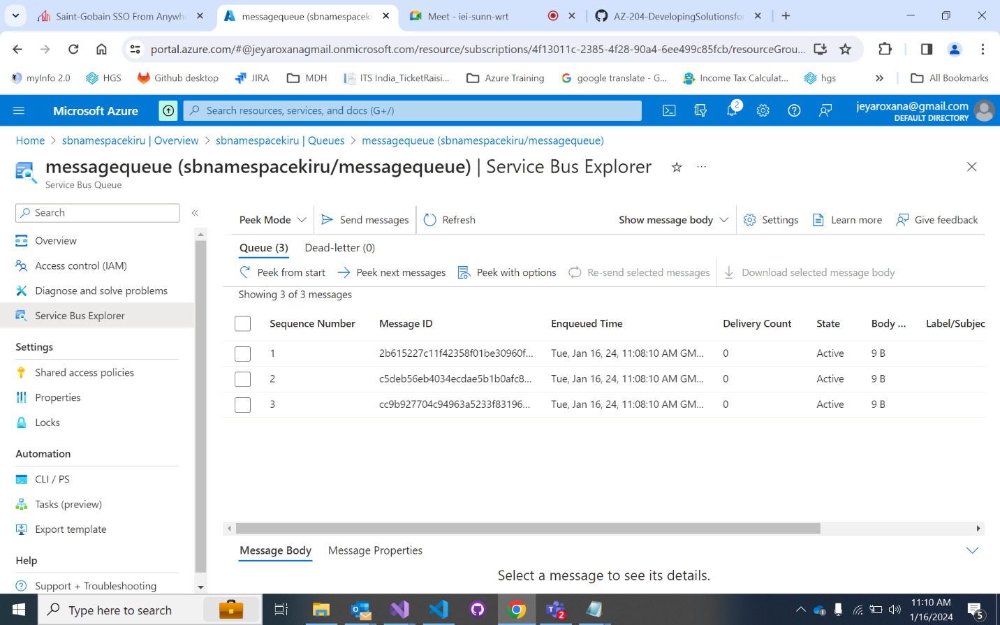 Saint-Gobain SSO From Anywhe
messagequeue (sbnamespaceki
Meet - iei-sunn-wrt
AZ-204-DevelopingSolutionsfor
portal.azure.com/#@jeyaroxanagmail.onmicrosoft.com/resource/subscriptions/4f13011c-2385-4f28-90a4-6ee499c85fcb/resourceGrou...
myInfo 2.0
HGS
Github desktop
JIRA
MDH
ITS India_TicketRaisi...
Azure Training
google translate - G...
Income Tax Calculat...
hgs
»
All Bookmarks
Microsoft Azure
Search resources, services, and docs (G+/)
2
jeyaroxana@gmail.com
DEFAULT DIRECTORY
Home > sbnamespacekiru | Overview > sbnamespacekiru | Queues > messagequeue (sbnamespacekiru/messagequeue)
messagequeue (sbnamespacekiru/messagequeue) | Service Bus Explorer
Service Bus Queue
Search
Overview
Access control (IAM)
Diagnose and solve problems
Service Bus Explorer
Settings
Shared access policies
Properties
Locks
Automation
CLI / PS
Tasks (preview)
Export template
Help
Support + Troubleshooting
Peek Mode
Send messages
Refresh
Show message body
Settings
Learn more
Give feedback
Queue (3)
Dead-letter (0)
Peek from start
Peek next messages
Peek with options
Re-send selected messages
Download selected message body
Showing 3 of 3 messages
Sequence Number Message ID Enqueued Time Delivery Count State Body ... Label/Subjec
1 2b615227c11f42358f01be30960f... Tue, Jan 16, 24, 11:08:10 AM GM... 0 Active 9 B
2 c5deb56eb4034ecdae5b1b0afc8... Tue, Jan 16, 24, 11:08:10 AM GM... 0 Active 9 B
3 cc9b927704c94963a5233f83196... Tue, Jan 16, 24, 11:08:10 AM GM... 0 Active 9 B
Message Body
Message Properties
Select a message to see its details.
Type here to search
2
11:10 AM
1/16/2024
5